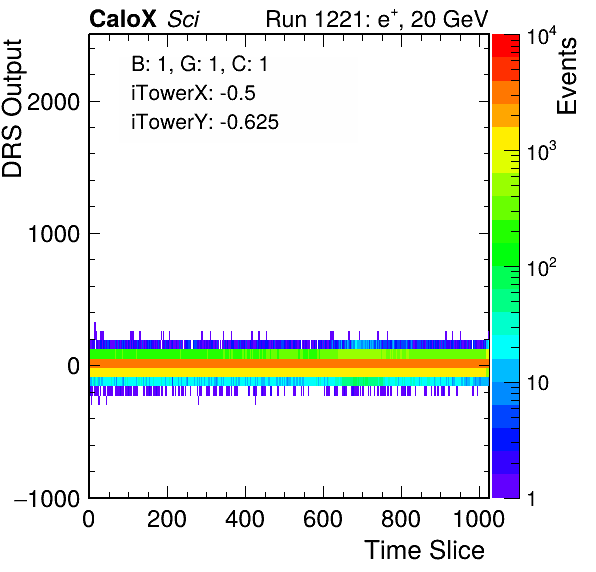 CaloX Sci Run 1221: e+, 20 GeV
B: 1, G: 1, C: 1
iTowerX: -0.5
iTowerY: -0.625
DRS Output
2000
1000
0
−1000
0 200 400 600 800 1000
Time Slice
Events
10^4
10^3
10^2
10
1